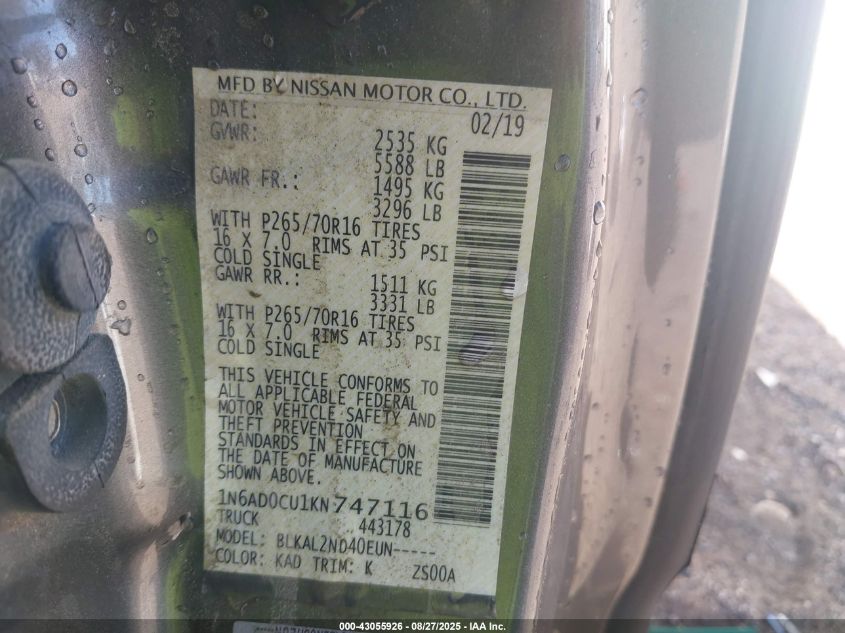 MFD BY NISSAN MOTOR CO., LTD.
DATE: 02/19
GVWR: 2535 KG
5588 LB
GAWR FR.: 1495 KG
3296 LB
WITH P265/70R16 TIRES
16 X 7.0 RIMS AT 35 PSI
COLD SINGLE
GAWR RR.: 1511 KG
3331 LB
WITH P265/70R16 TIRES
16 X 7.0 RIMS AT 35 PSI
COLD SINGLE
THIS VEHICLE CONFORMS TO
ALL APPLICABLE FEDERAL
MOTOR VEHICLE SAFETY AND
THEFT PREVENTION
STANDARDS IN EFFECT ON
THE DATE OF MANUFACTURE
SHOWN ABOVE.
1N6AD0CU1KN747116
TRUCK 443178
MODEL: BLKAL2ND40EUN-----
COLOR: KAD TRIM: K ZS00A
000-43055926 - 08/27/2025 - IAA Inc.